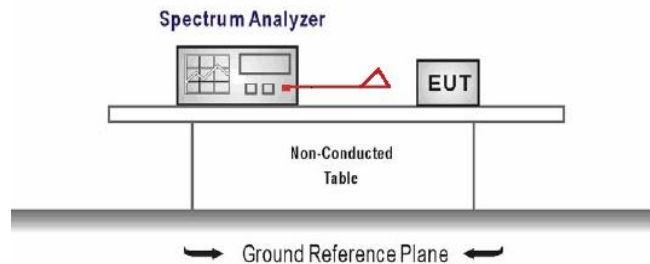 Spectrum Analyzer
EUT
Non-Conducted
Table
Ground Reference Plane